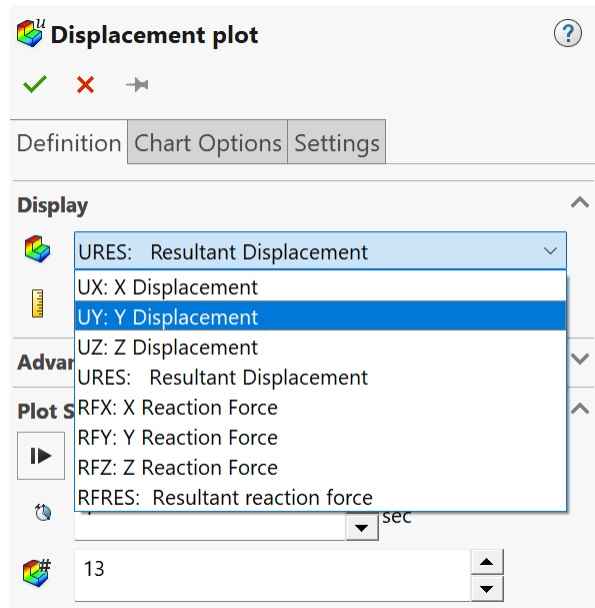 Displacement plot
?
Definition Chart Options Settings
Display
URES: Resultant Displacement
UX: X Displacement
UY: Y Displacement
UZ: Z Displacement
URES: Resultant Displacement
RFX: X Reaction Force
RFY: Y Reaction Force
RFZ: Z Reaction Force
RFRES: Resultant reaction force
Advan
Plot S
sec
#
13